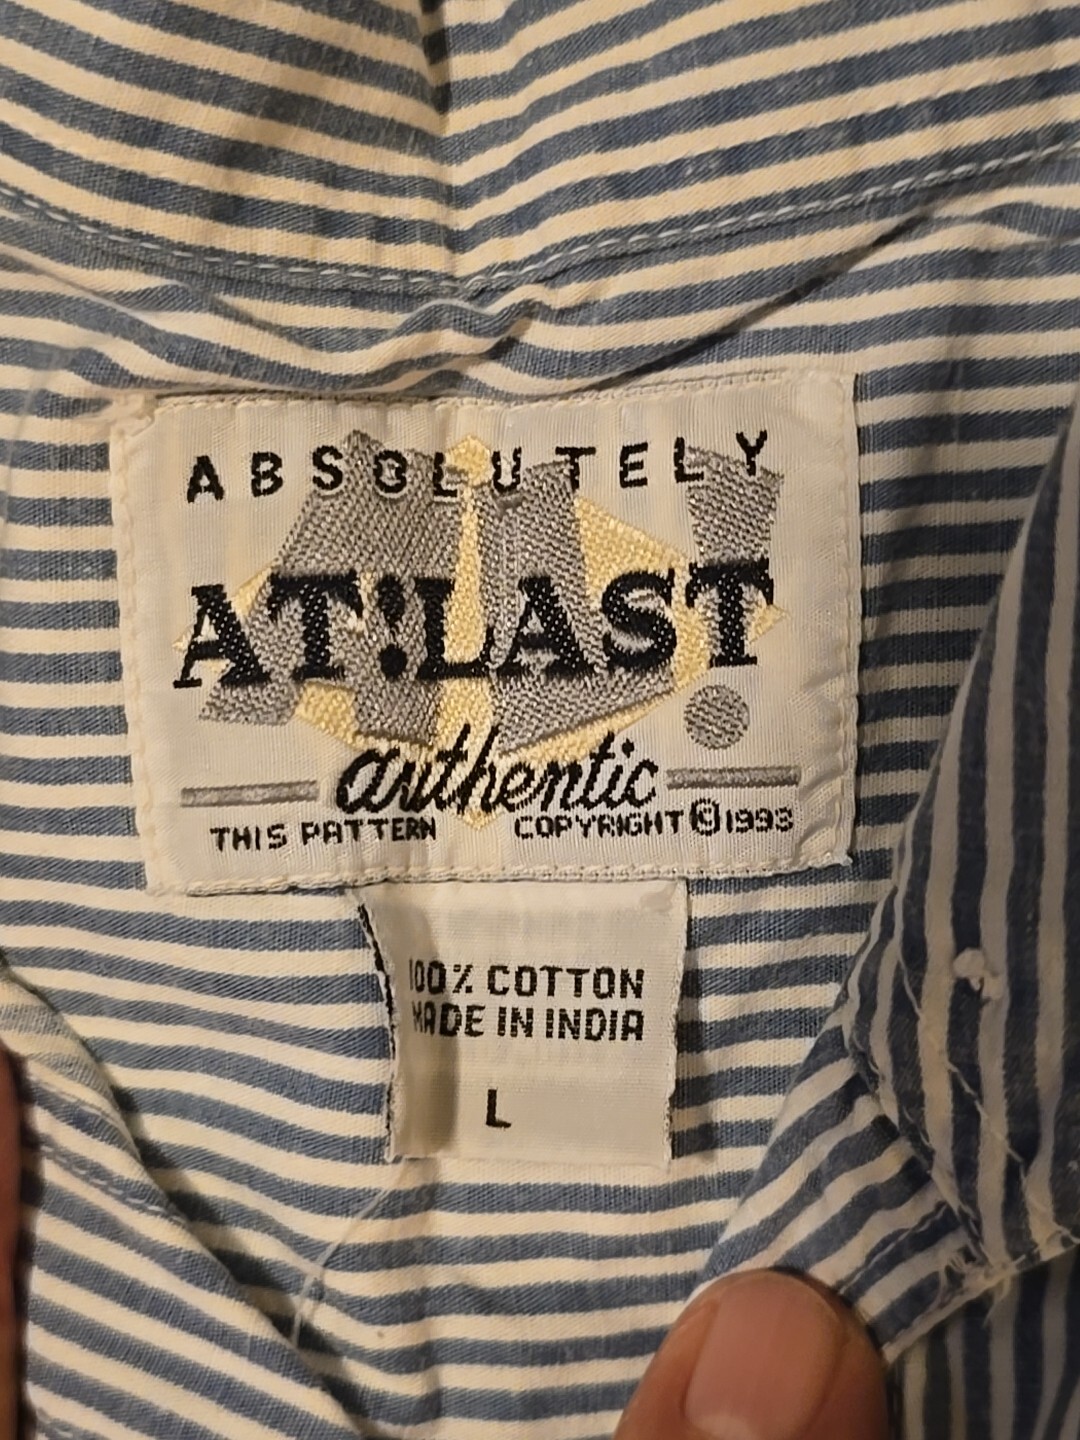 ABSOLUTELY
AT!LAST
authentic
THIS PATTERN COPYRIGHT © 1993
100% COTTON
MADE IN INDIA
L